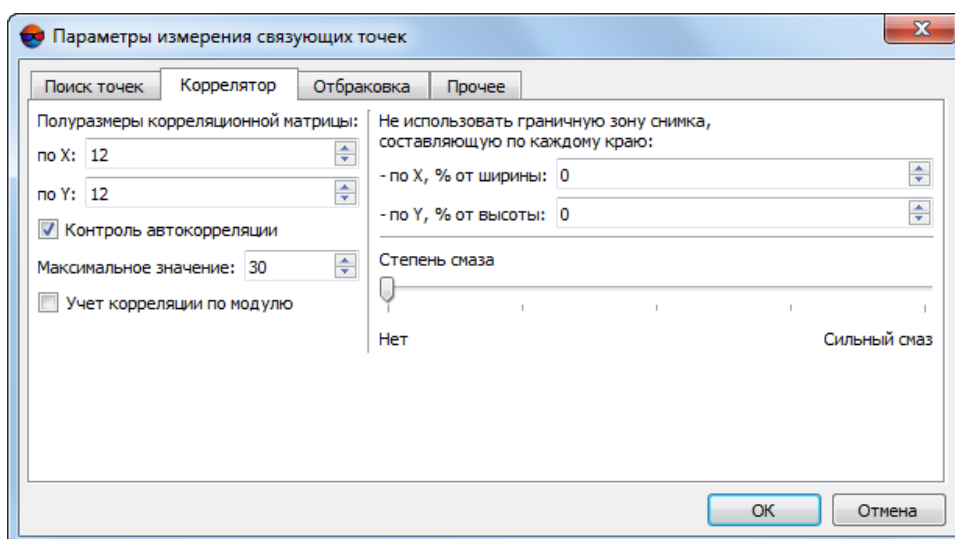 Параметры измерения связующих точек
Поиск точек
Коррелятор
Отбраковка
Прочее
Полуразмеры корреляционной матрицы:
по X: 12
по Y: 12
Контроль автокорреляции
Максимальное значение: 30
Учет корреляции по модулю
Не использовать граничную зону снимка,
составляющую по каждому краю:
- по X, % от ширины: 0
- по Y, % от высоты: 0
Степень смаза
Нет
Сильный смаз
OK
Отмена